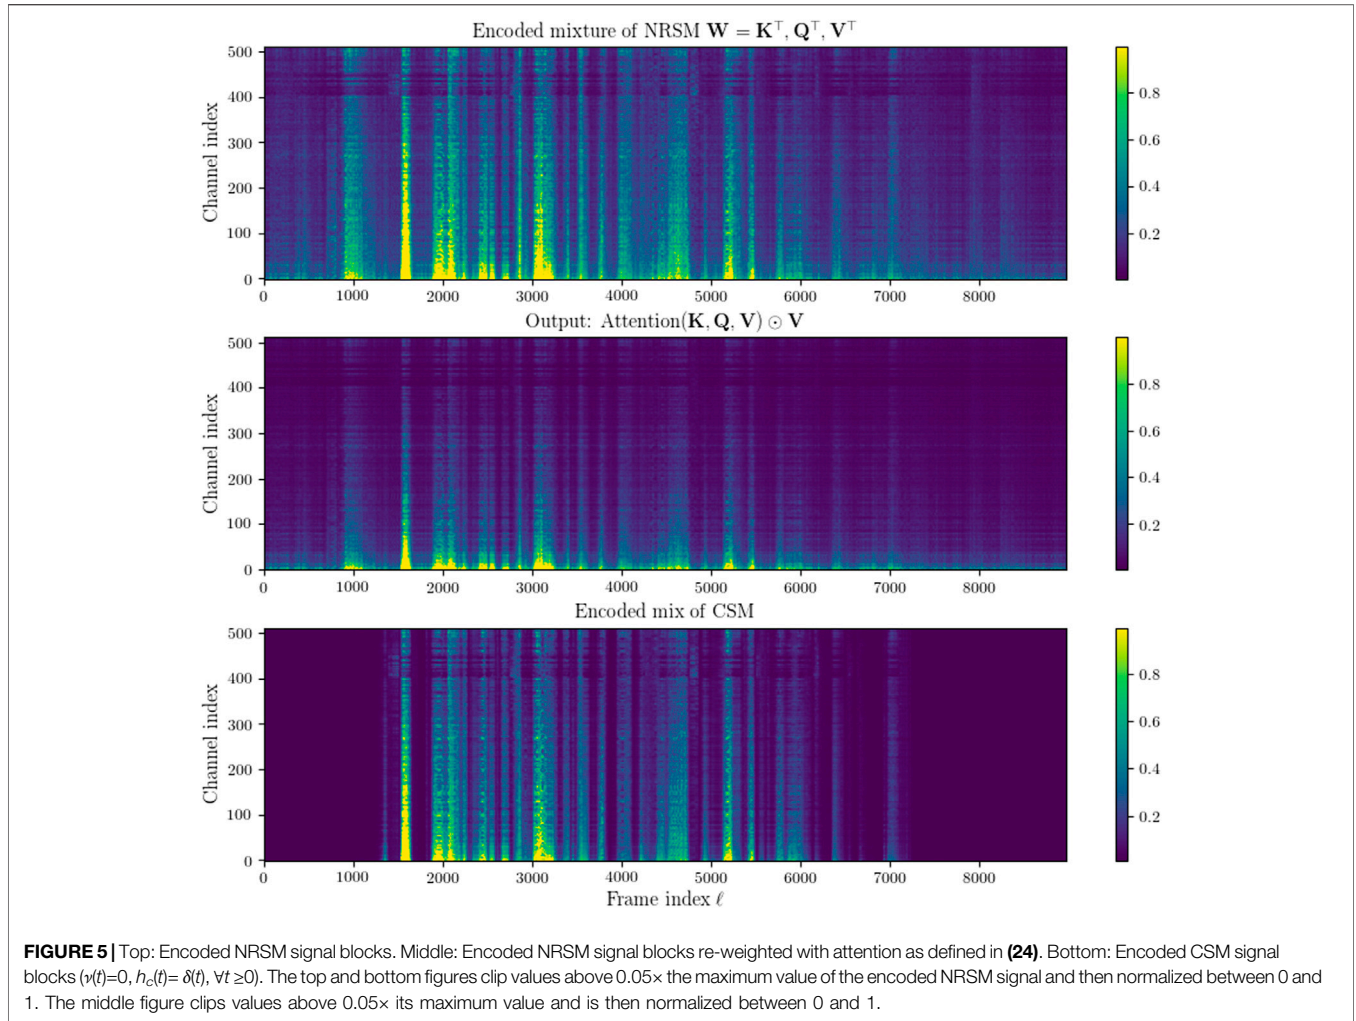 Encoded mixture of NRSM W = K⊤, Q⊤, V⊤
500
400
300
200
100
0
Channel index
0 1000 2000 3000 4000 5000 6000 7000 8000
0.8
0.6
0.4
0.2
Output: Attention(K, Q, V) ⊙ V
500
400
300
200
100
0
Channel index
0 1000 2000 3000 4000 5000 6000 7000 8000
0.8
0.6
0.4
0.2
Encoded mix of CSM
500
400
300
200
100
0
Channel index
0 1000 2000 3000 4000 5000 6000 7000 8000
Frame index ℓ
0.8
0.6
0.4
0.2
FIGURE 5 | Top: Encoded NRSM signal blocks. Middle: Encoded NRSM signal blocks re-weighted with attention as defined in (24). Bottom: Encoded CSM signal
blocks (ν(t)=0, h_c(t)= δ(t), ∀t ≥0). The top and bottom figures clip values above 0.05× the maximum value of the encoded NRSM signal and then normalized between 0 and
1. The middle figure clips values above 0.05× its maximum value and is then normalized between 0 and 1.